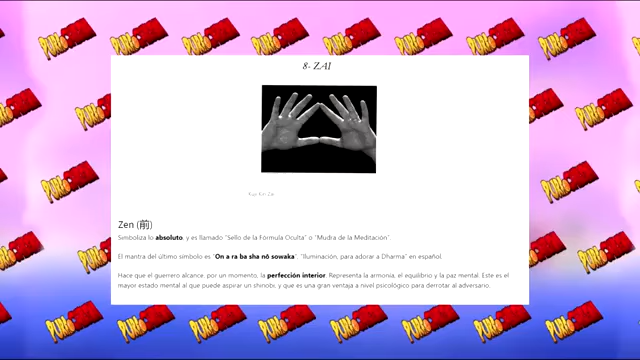 8- ZAI
Kuji Kiri Zai
Zen (前)
Simboliza lo absoluto, y es llamado "Sello de la Fórmula Oculta" o "Mudra de la Meditación".
El mantra del último símbolo es "On a ra ba sha nō sowaka", "Iluminación, para adorar a Dharma" en español.
Hace que el guerrero alcance, por un momento, la perfección interior. Representa la armonía, el equilibrio y la paz mental. Este es el
mayor estado mental al que puede aspirar un shinobi, y que es una gran ventaja a nivel psicológico para derrotar al adversario.